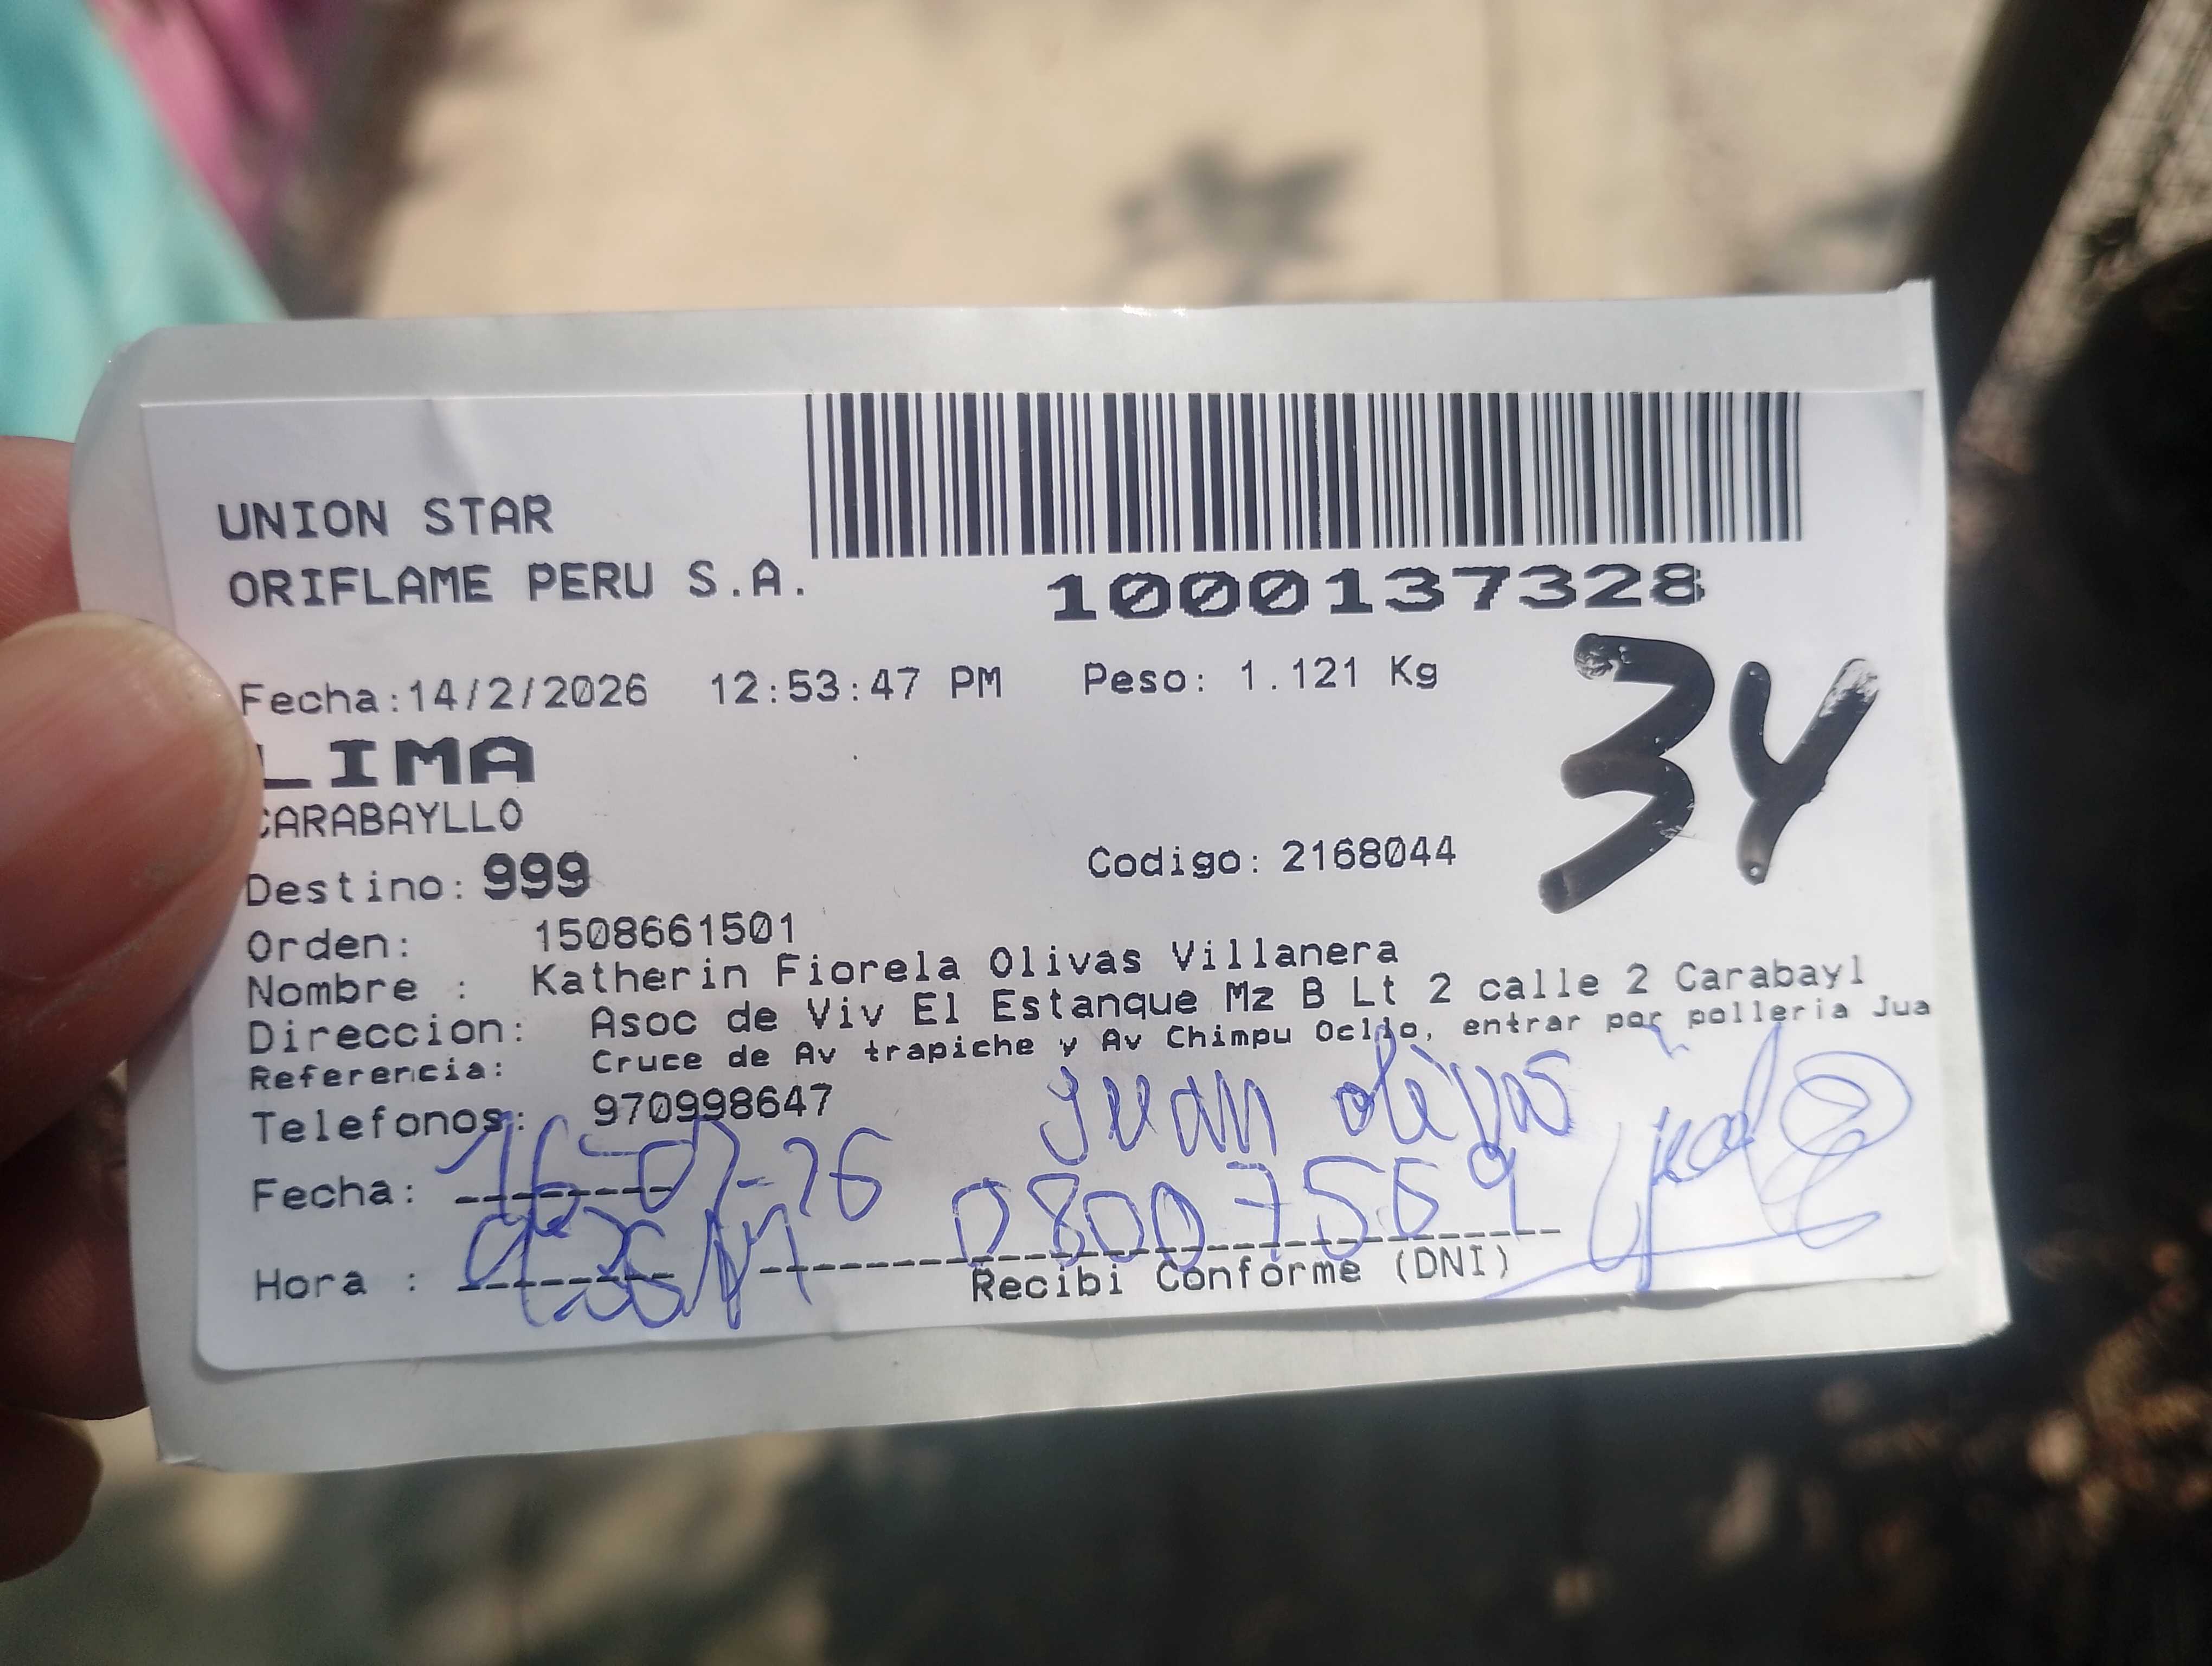 UNION STAR
ORIFLAME PERU S.A.
1000137328
Fecha:14/2/2026 12:53:47 PM Peso: 1.121 Kg
34
LIMA
CARABAYLLO
Destino: 999 Codigo: 2168044
Orden: 1508661501
Nombre : Katherin Fiorela Olivas Villanera
Direccion: Asoc de Viv El Estanque Mz B Lt 2 calle 2 Carabayl
Referencia: Cruce de Av trapiche y Av Chimpu Ocllo, entrar por polleria Jua
Telefonos: 970998647
Juan olivas
Fecha: 16-02-26
08007569
Hora :
Recibi Conforme (DNI)